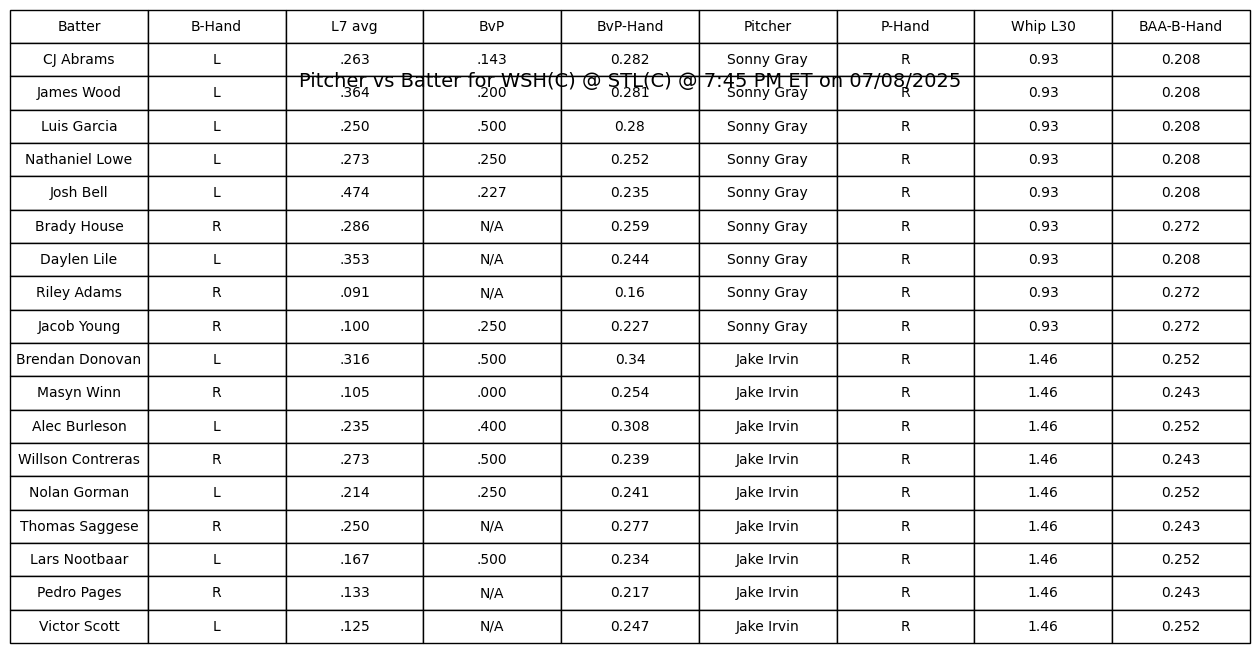 Batter B-Hand L7 avg BvP BvP-Hand Pitcher P-Hand Whip L30 BAA-B-Hand
CJ Abrams L .263 .143 0.282 Sonny Gray R 0.93 0.208
Pitcher vs Batter for WSH(C) @ STL(C) @ 7:45 PM ET on 07/08/2025
James Wood L .364 .200 0.281 Sonny Gray R 0.93 0.208
Luis Garcia L .250 .500 0.28 Sonny Gray R 0.93 0.208
Nathaniel Lowe L .273 .250 0.252 Sonny Gray R 0.93 0.208
Josh Bell L .474 .227 0.235 Sonny Gray R 0.93 0.208
Brady House R .286 N/A 0.259 Sonny Gray R 0.93 0.272
Daylen Lile L .353 N/A 0.244 Sonny Gray R 0.93 0.208
Riley Adams R .091 N/A 0.16 Sonny Gray R 0.93 0.272
Jacob Young R .100 .250 0.227 Sonny Gray R 0.93 0.272
Brendan Donovan L .316 .500 0.34 Jake Irvin R 1.46 0.252
Masyn Winn R .105 .000 0.254 Jake Irvin R 1.46 0.243
Alec Burleson L .235 .400 0.308 Jake Irvin R 1.46 0.252
Willson Contreras R .273 .500 0.239 Jake Irvin R 1.46 0.243
Nolan Gorman L .214 .250 0.241 Jake Irvin R 1.46 0.252
Thomas Saggese R .250 N/A 0.277 Jake Irvin R 1.46 0.243
Lars Nootbaar L .167 .500 0.234 Jake Irvin R 1.46 0.252
Pedro Pages R .133 N/A 0.217 Jake Irvin R 1.46 0.243
Victor Scott L .125 N/A 0.247 Jake Irvin R 1.46 0.252